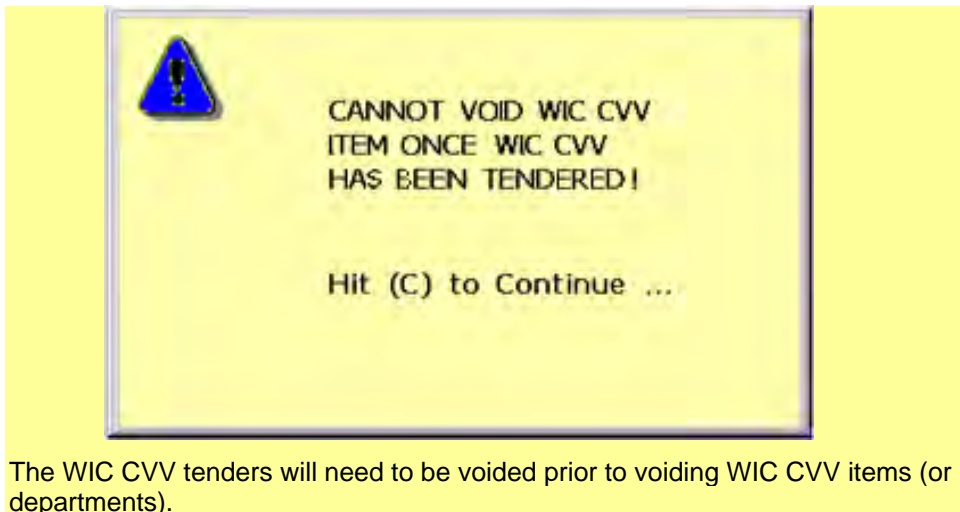 CANNOT VOID WIC CVV
ITEM ONCE WIC CVV
HAS BEEN TENDERED!
Hit (C) to Continue ...
The WIC CVV tenders will need to be voided prior to voiding WIC CVV items (or
departments).